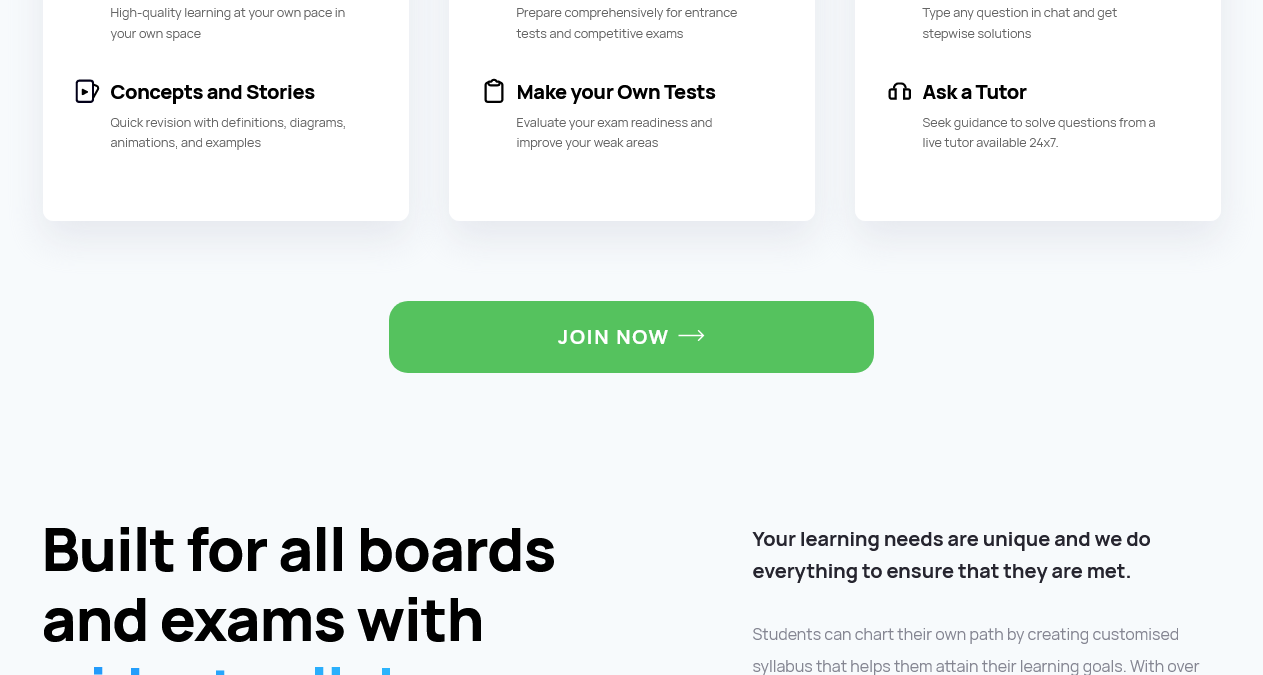 High-quality learning at your own pace in
your own space
Concepts and Stories
Quick revision with definitions, diagrams,
animations, and examples
Prepare comprehensively for entrance
tests and competitive exams
Make your Own Tests
Evaluate your exam readiness and
improve your weak areas
Type any question in chat and get
stepwise solutions
Ask a Tutor
Seek guidance to solve questions from a
live tutor available 24x7.
JOIN NOW
Built for all boards
and exams with
Your learning needs are unique and we do
everything to ensure that they are met.
Students can chart their own path by creating customised
syllabus that helps them attain their learning goals. With over